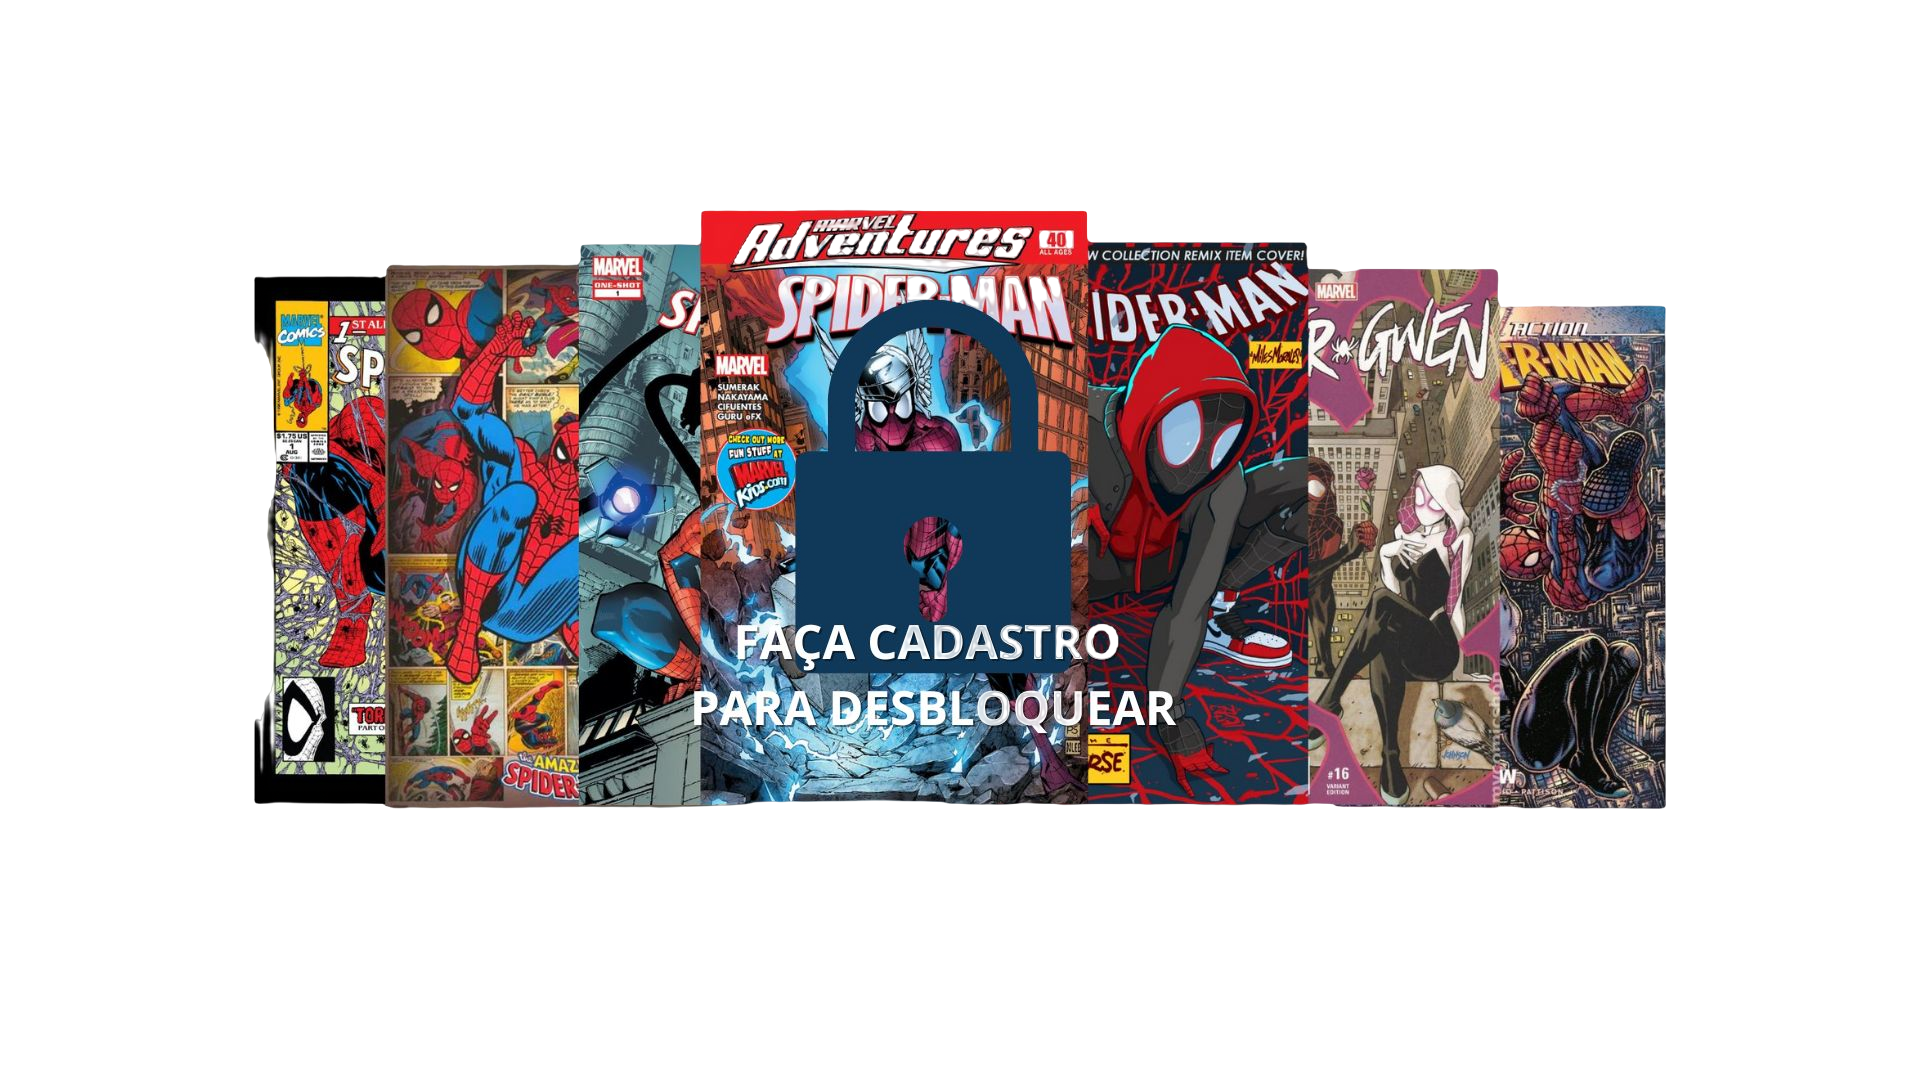 MARVEL
COMICS
1
ST ALL
SP
$1.75 US
1
AUG
PART O
AMAZ
SPIDER
MARVEL
ONE-SHOT
1
SP
MARVEL
Adventures
40
ALL AGES
SPIDER-MAN
MARVEL
SUMERAK
NAKAYAMA
CIFUENTES
GURU eFX
CHECK OUT MORE
FUN STUFF AT
MARVEL
Kids.com
FAÇA CADASTRO
PARA DESBLOQUEAR
W COLLECTION REMIX ITEM COVER!
IDER-MAN
Miles Morales
RSE
MARVEL
R GWEN
#16
VARIANT
EDITION
ACTION
ER-MAN
W
PATTISON